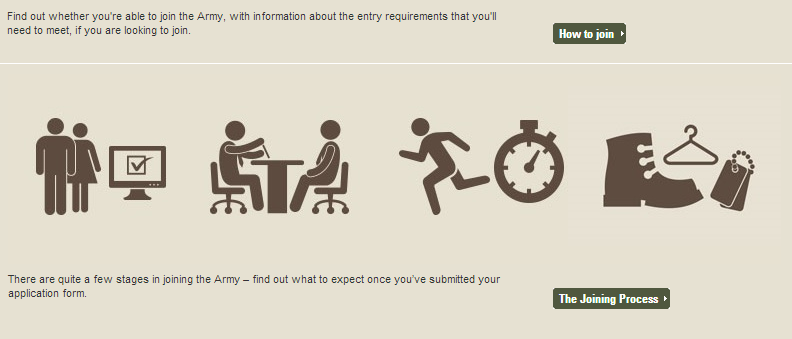 Find out whether you're able to join the Army, with information about the entry requirements that you'll
need to meet, if you are looking to join.
How to join
There are quite a few stages in joining the Army – find out what to expect once you've submitted your
application form.
The Joining Process